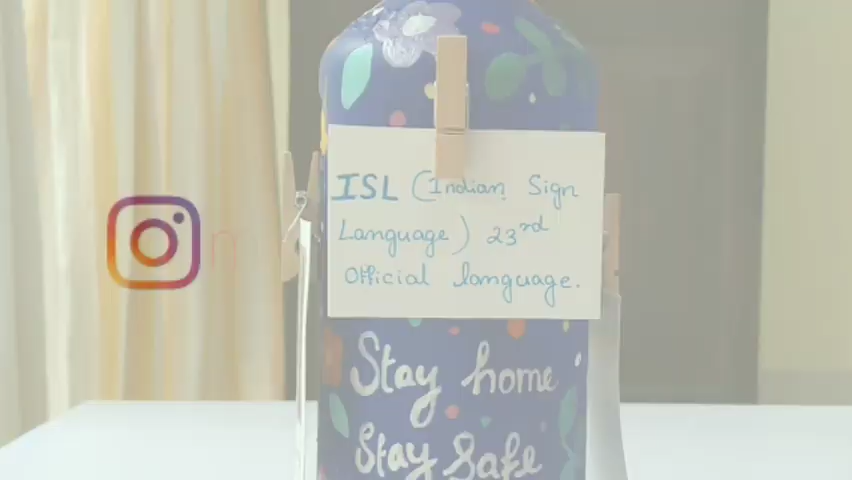 ISL (Indian Sign
Language) 23rd
Official language.
Stay home
Stay Safe